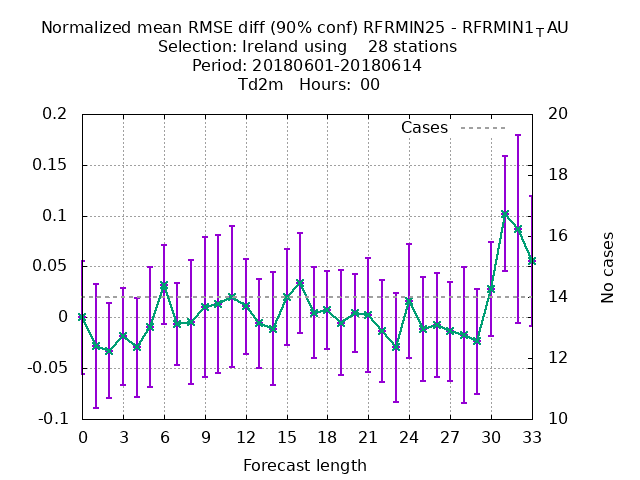 Normalized mean RMSE diff (90% conf) RFRMIN25 - RFRMIN1_TAU
Selection: Ireland using    28 stations
Period: 20180601-20180614
Td2m   Hours:  00
0.2
0.15
0.1
0.05
0
-0.05
-0.1
Cases
20
18
16
14
12
10
No cases
0 3 6 9 12 15 18 21 24 27 30 33
Forecast length